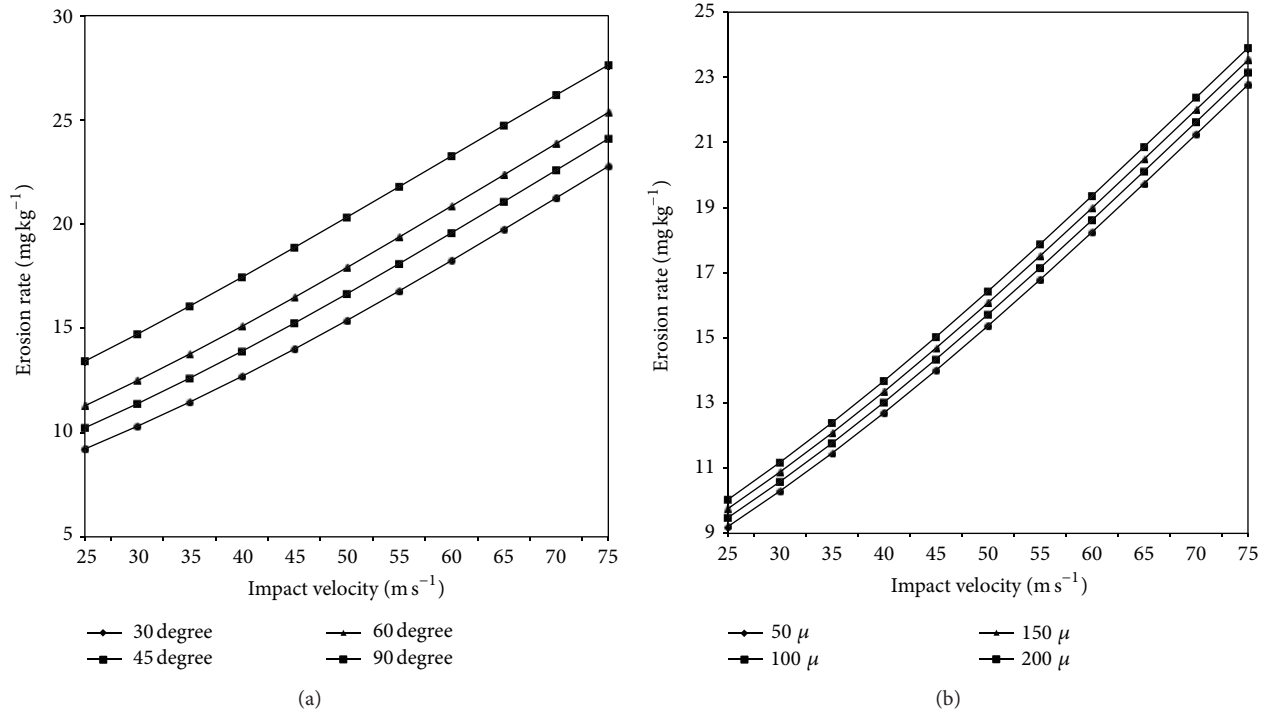 30
25
20
15
10
5
Erosion rate (mg kg⁻¹)
25 30 35 40 45 50 55 60 65 70 75
Impact velocity (m s⁻¹)
30 degree
60 degree
45 degree
90 degree
(a)
25
23
21
19
17
15
13
11
9
Erosion rate (mg kg⁻¹)
25 30 35 40 45 50 55 60 65 70 75
Impact velocity (m s⁻¹)
50 μ
150 μ
100 μ
200 μ
(b)